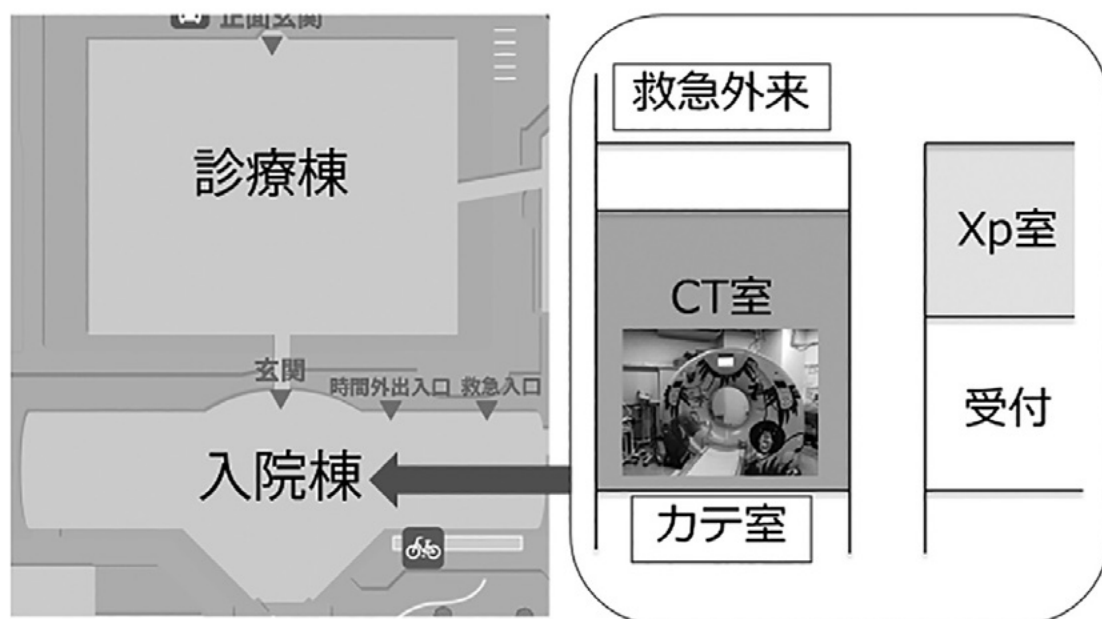 正面玄関
診療棟
玄関
時間外出入口 救急入口
入院棟
救急外来
CT室
カテ室
Xp室
受付